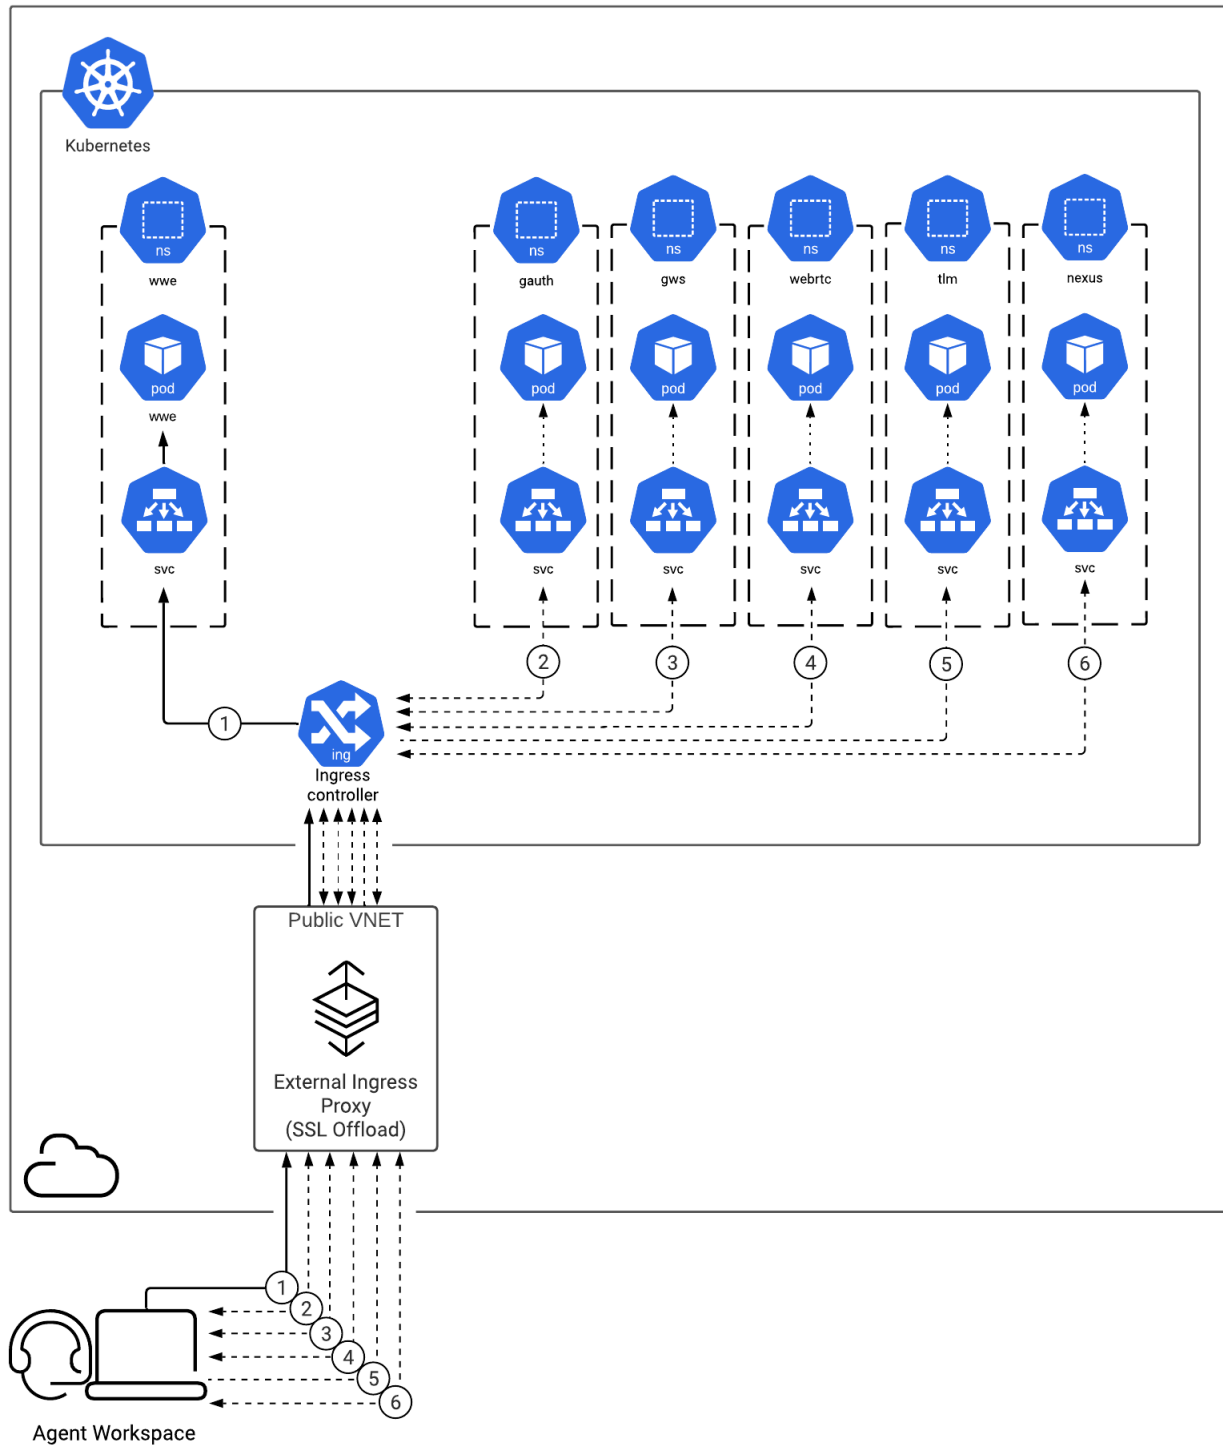 Kubernetes
ns
ns
ns
ns
ns
ns
wwe
gauth
gws
webrtc
tlm
nexus
pod
pod
pod
pod
pod
pod
wwe
svc
svc
svc
svc
svc
svc
2
3
4
5
6
1
ing
Ingress
controller
Public VNET
External Ingress
Proxy
(SSL Offload)
1
2
3
4
5
6
Agent Workspace